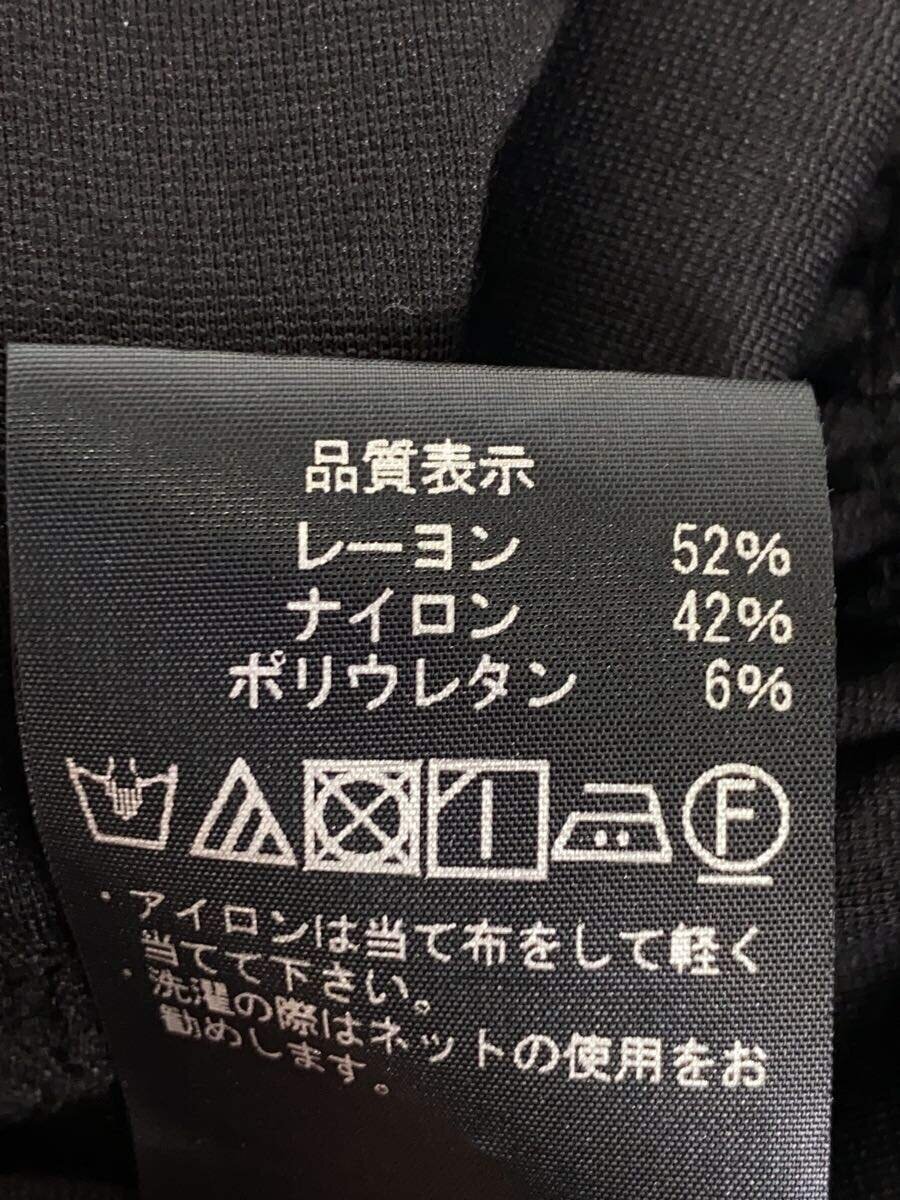 品質表示
レーヨン 52%
ナイロン 42%
ポリウレタン 6%
F
・アイロンは当て布をして軽く
当てて下さい。
・洗濯の際はネットの使用をお
勧めします。